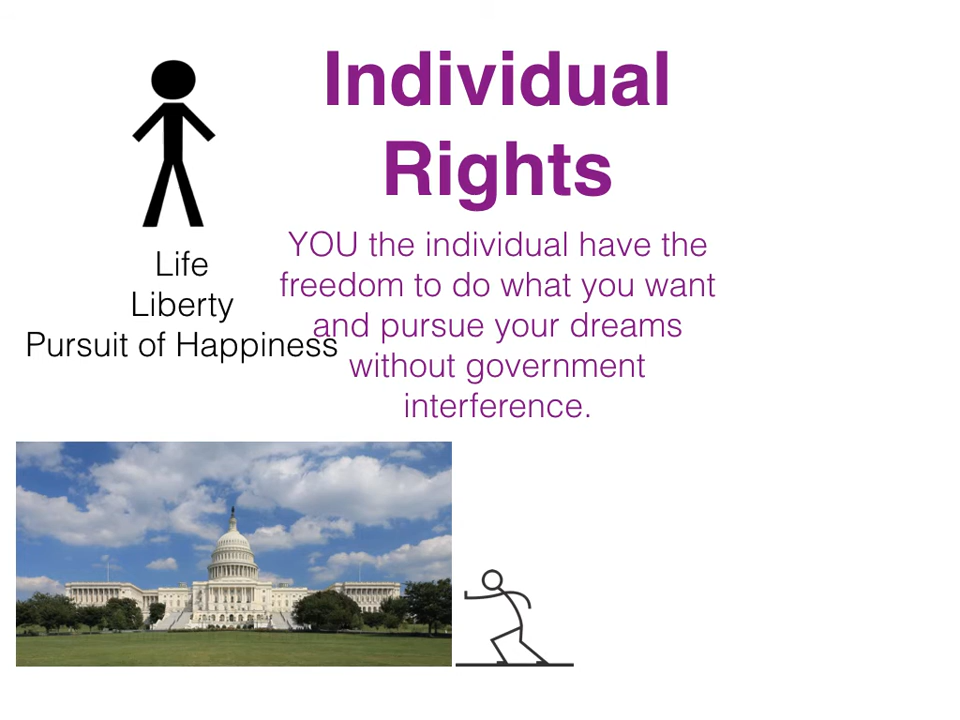 Individual
Rights
YOU the individual have the
freedom to do what you want
and pursue your dreams
without government
interference.
Life
Liberty
Pursuit of Happiness